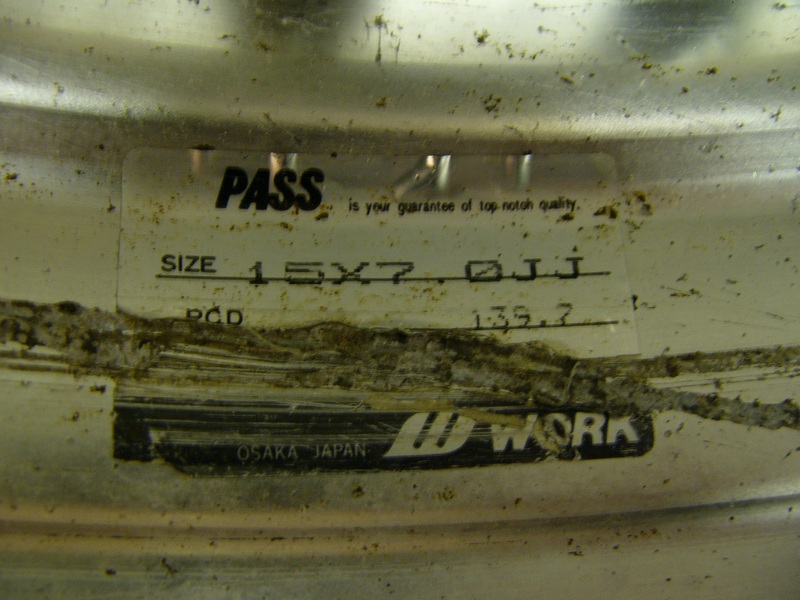 PASS is your guarantee of top-notch quality.
SIZE 15X7.0JJ
PCD 139.7
OSAKA JAPAN W WORK